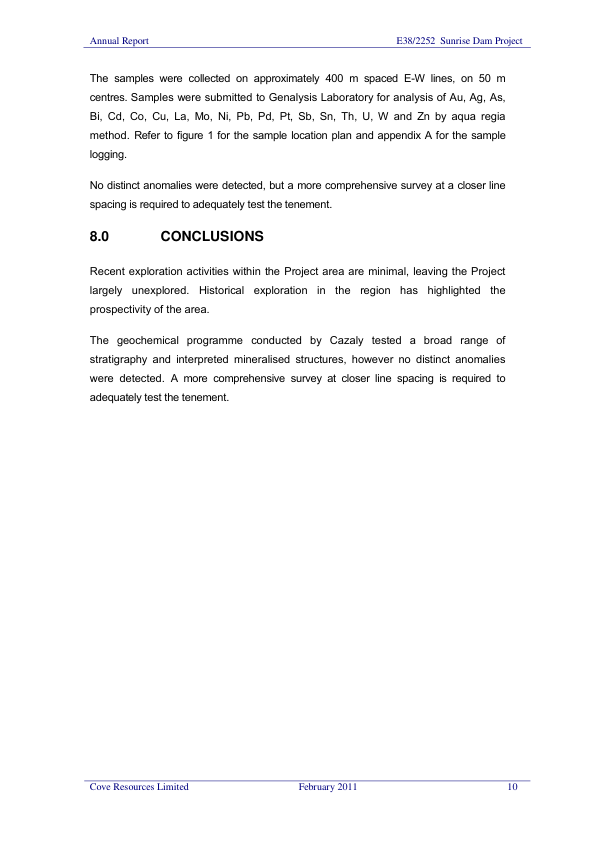 Annual Report E38/2252 Sunrise Dam Project
The samples were collected on approximately 400 m spaced E-W lines, on 50 m
centres. Samples were submitted to Genalysis Laboratory for analysis of Au, Ag, As,
Bi, Cd, Co, Cu, La, Mo, Ni, Pb, Pd, Pt, Sb, Sn, Th, U, W and Zn by aqua regia
method. Refer to figure 1 for the sample location plan and appendix A for the sample
logging.
No distinct anomalies were detected, but a more comprehensive survey at a closer line
spacing is required to adequately test the tenement.
8.0 CONCLUSIONS
Recent exploration activities within the Project area are minimal, leaving the Project
largely unexplored. Historical exploration in the region has highlighted the
prospectivity of the area.
The geochemical programme conducted by Cazaly tested a broad range of
stratigraphy and interpreted mineralised structures, however no distinct anomalies
were detected. A more comprehensive survey at closer line spacing is required to
adequately test the tenement.
Cove Resources Limited February 2011 10